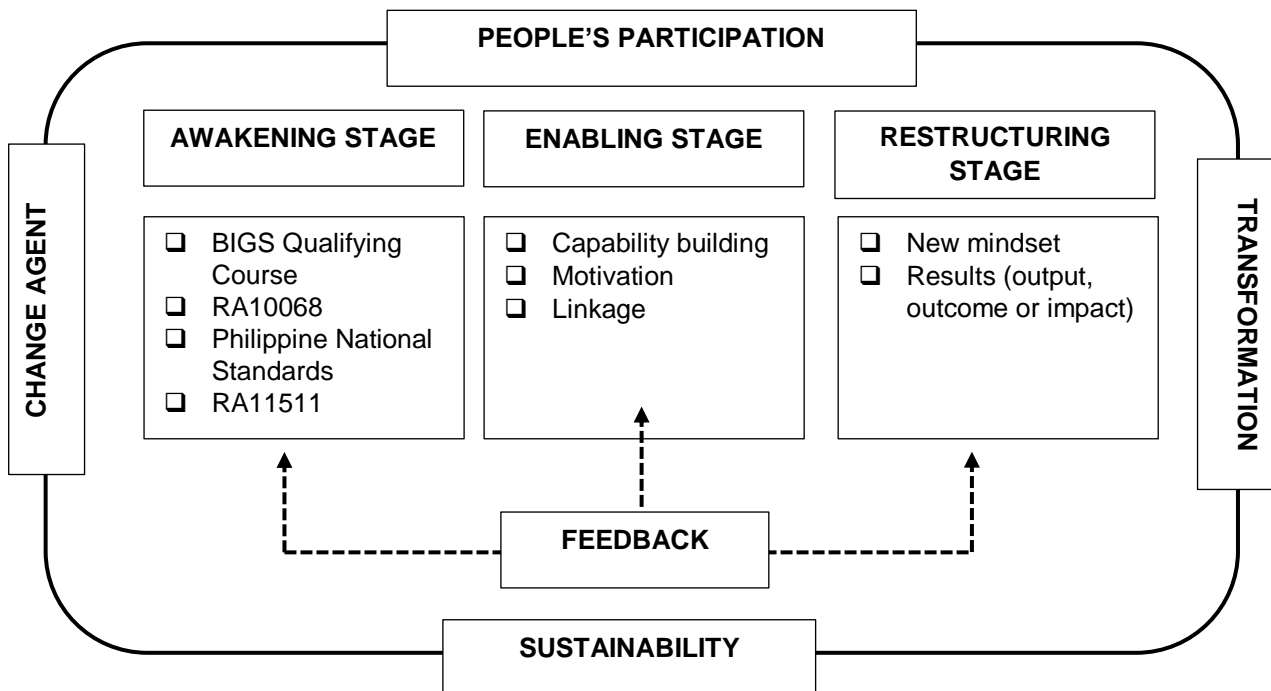 PEOPLE'S PARTICIPATION
CHANGE AGENT
AWAKENING STAGE
❑ BIGS Qualifying
Course
❑ RA10068
❑ Philippine National
Standards
❑ RA11511
ENABLING STAGE
❑ Capability building
❑ Motivation
❑ Linkage
RESTRUCTURING
STAGE
❑ New mindset
❑ Results (output,
outcome or impact)
TRANSFORMATION
FEEDBACK
SUSTAINABILITY